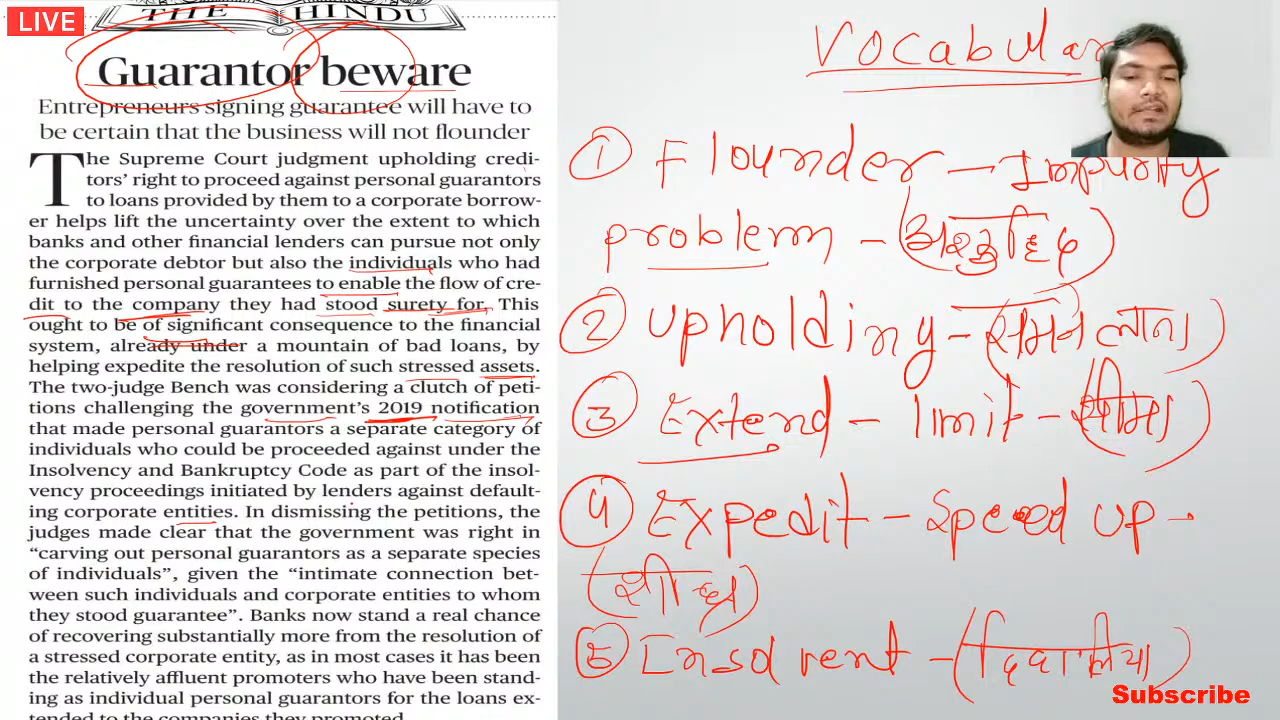 LIVE
THE HINDU
Guarantor beware
Entrepreneurs signing guarantee will have to
be certain that the business will not flounder
The Supreme Court judgment upholding credi-
tors' right to proceed against personal guarantors
to loans provided by them to a corporate borrow-
er helps lift the uncertainty over the extent to which
banks and other financial lenders can pursue not only
the corporate debtor but also the individuals who had
furnished personal guarantees to enable the flow of cre-
dit to the company they had stood surety for. This
ought to be of significant consequence to the financial
system, already under a mountain of bad loans, by
helping expedite the resolution of such stressed assets.
The two-judge Bench was considering a clutch of peti-
tions challenging the government's 2019 notification
that made personal guarantors a separate category of
individuals who could be proceeded against under the
Insolvency and Bankruptcy Code as part of the insol-
vency proceedings initiated by lenders against default-
ing corporate entities. In dismissing the petitions, the
judges made clear that the government was right in
"carving out personal guarantors as a separate species
of individuals", given the "intimate connection bet-
ween such individuals and corporate entities to whom
they stood guarantee". Banks now stand a real chance
of recovering substantially more from the resolution of
a stressed corporate entity, as in most cases it has been
the relatively affluent promoters who have been stand-
ing as individual personal guarantors for the loans ex-
tended to the companies they promoted.
Vocabular
① Flounder - Impurity
problem -
② Upholding -
③ Extend - limit - (सीमा)
④ Expedit - Speed up -
(शीघ्र)
⑤ Insolvent - (दिवालिया)
Subscribe